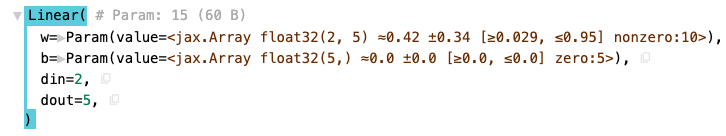 ▼ Linear( # Param: 15 (60 B)
w=▶Param(value=<jax.Array float32(2, 5) ≈0.42 ±0.34 [≥0.029, ≤0.95] nonzero:10>),
b=▶Param(value=<jax.Array float32(5,) ≈0.0 ±0.0 [≥0.0, ≤0.0] zero:5>),
din=2,
dout=5,
)